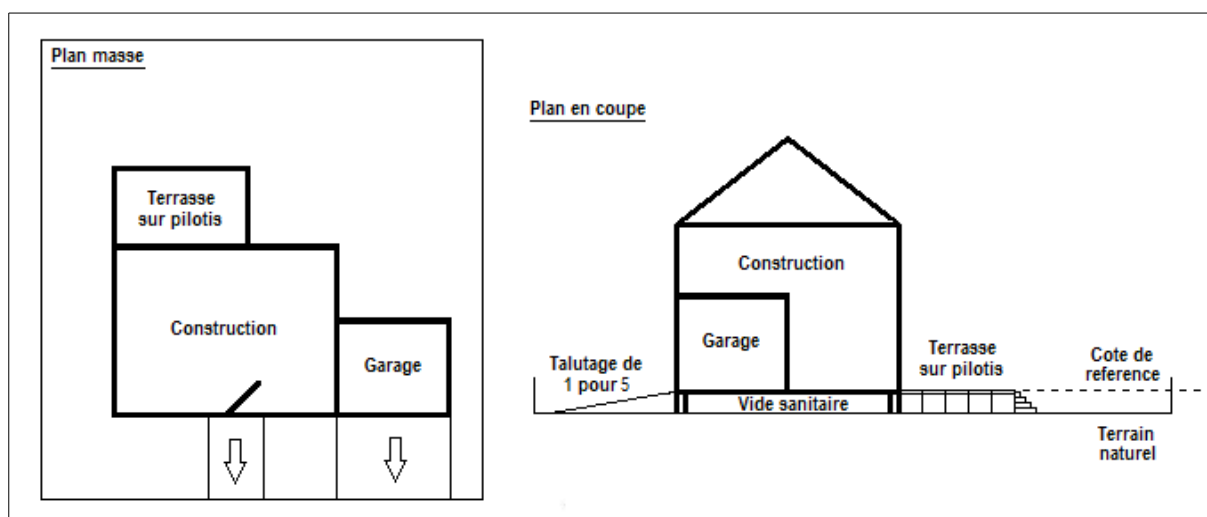 Plan masse
Terrasse
sur pilotis
Construction
Garage
Plan en coupe
Construction
Garage
Talutage de
1 pour 5
Vide sanitaire
Terrasse
sur pilotis
Cote de
reference
Terrain
naturel